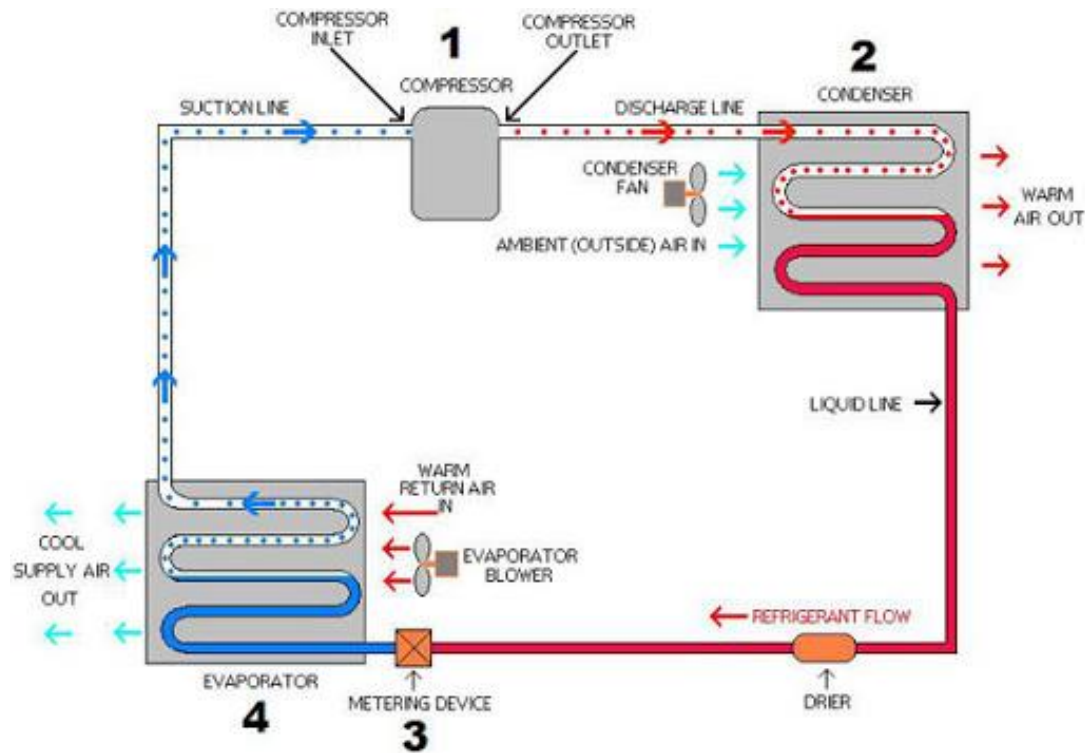 COMPRESSOR
INLET
1
COMPRESSOR
OUTLET
2
COMPRESSOR
CONDENSER
SUCTION LINE
DISCHARGE LINE
CONDENSER
FAN
WARM
AIR OUT
AMBIENT (OUTSIDE) AIR IN
LIQUID LINE
WARM
RETURN AIR
IN
COOL
SUPPLY AIR
OUT
EVAPORATOR
BLOWER
REFRIGERANT FLOW
EVAPORATOR
4
METERING DEVICE
3
DRIER